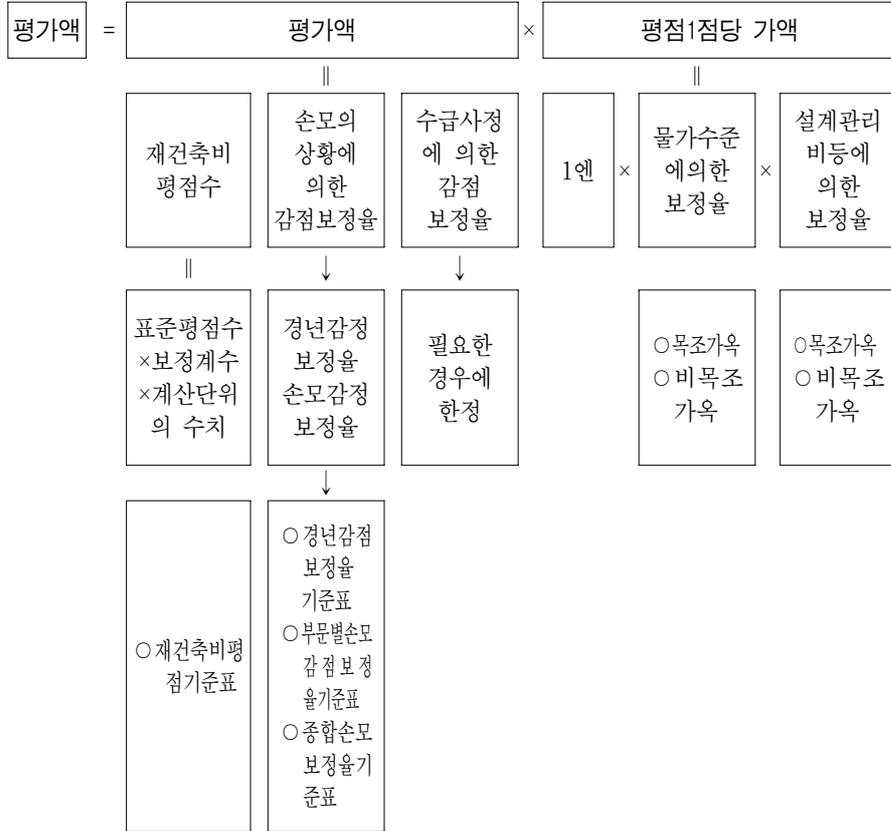 평가액 = 평가액 × 평점1점당 가액
॥ ॥
재건축비
평점수
손모의
상황에
의한
감점보정율
수급사정
에 의한
감점
보정율
1엔
×
물가수준
에의한
보정율
×
설계관리
비등에
의한
보정율
॥ ↓ ↓
표준평점수
×보정계수
×계산단위
의 수치
경년감정
보정율
손모감정
보정율
필요한
경우에
한정
○목조가옥
○비목조
가옥
○목조가옥
○비목조
가옥
↓
○재건축비평
점기준표
○경년감점
보정율
기준표
○부문별손모
감점보정
율기준표
○종합손모
보정율기
준표